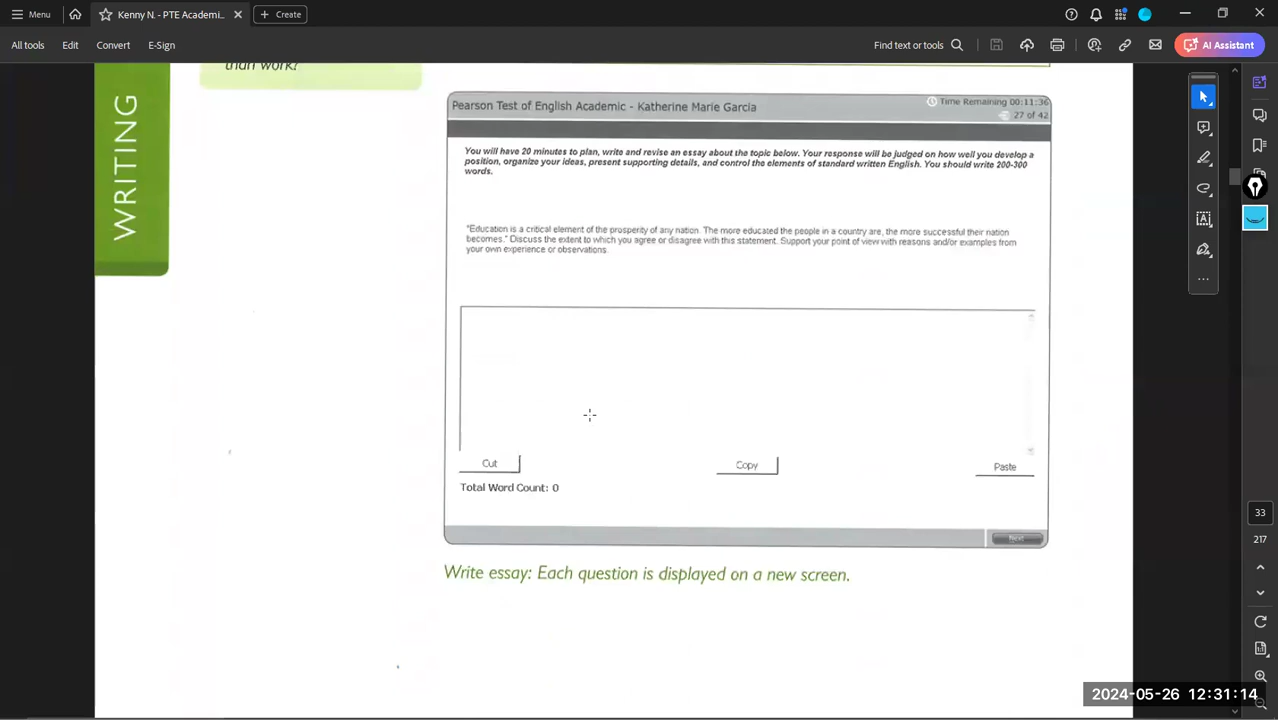 Menu
Kenny N. - PTE Academi...
Create
All tools
Edit
Convert
E-Sign
Find text or tools
AI Assistant
than work?
WRITING
Pearson Test of English Academic - Katherine Marie Garcia
Time Remaining 00:11:36
27 of 42
You will have 20 minutes to plan, write and revise an essay about the topic below. Your response will be judged on how well you develop a
position, organize your ideas, present supporting details, and control the elements of standard written English. You should write 200-300
words.
"Education is a critical element of the prosperity of any nation. The more educated the people in a country are, the more successful their nation
becomes." Discuss the extent to which you agree or disagree with this statement. Support your point of view with reasons and/or examples from
your own experience or observations.
Cut
Copy
Paste
Total Word Count: 0
Next
Write essay: Each question is displayed on a new screen.
33
217
2024-05-26 12:31:14